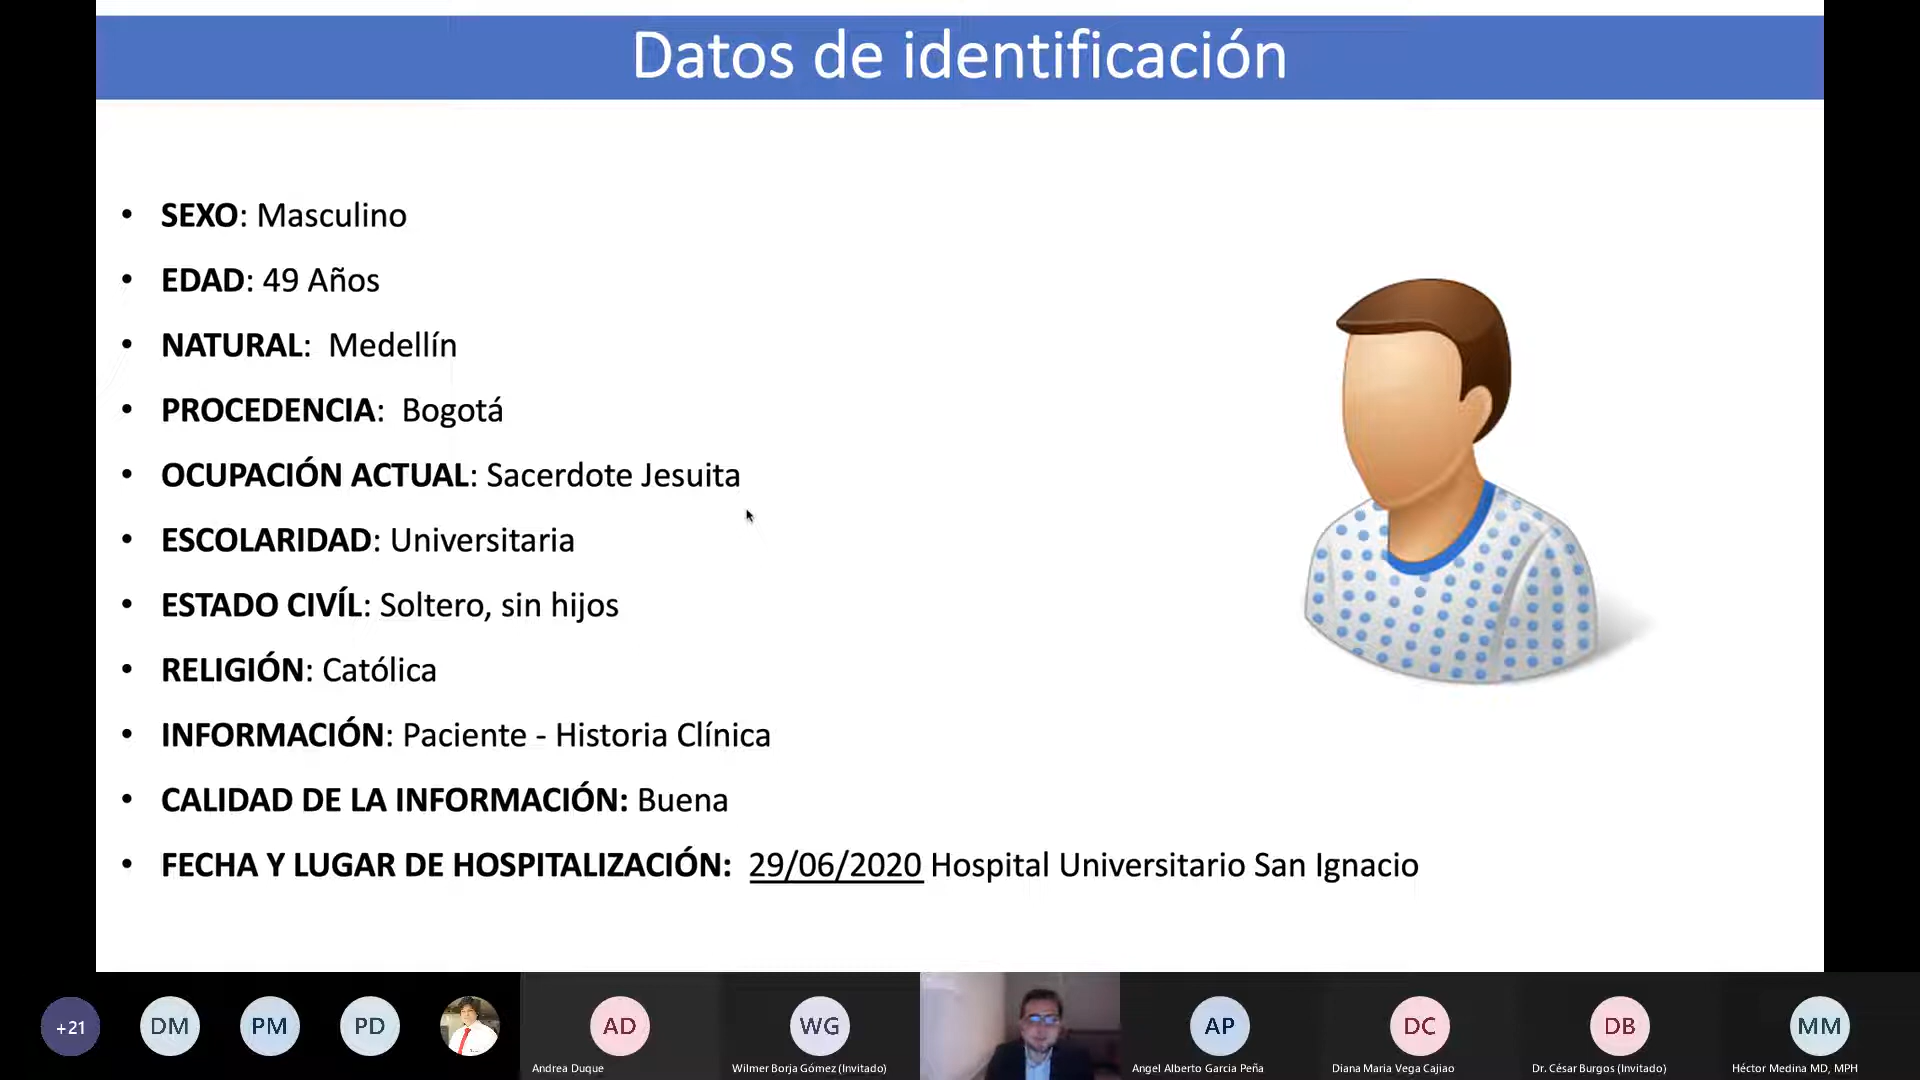 Datos de identificación
• SEXO: Masculino
• EDAD: 49 Años
• NATURAL: Medellín
• PROCEDENCIA: Bogotá
• OCUPACIÓN ACTUAL: Sacerdote Jesuita
• ESCOLARIDAD: Universitaria
• ESTADO CIVÍL: Soltero, sin hijos
• RELIGIÓN: Católica
• INFORMACIÓN: Paciente - Historia Clínica
• CALIDAD DE LA INFORMACIÓN: Buena
• FECHA Y LUGAR DE HOSPITALIZACIÓN: 29/06/2020 Hospital Universitario San Ignacio
+21 DM PM PD AD WG AP DC DB MM
Andrea Duque Wilmer Borja Gómez (Invitado) Angel Alberto Garcia Peña Diana Maria Vega Cajiao Dr. César Burgos (Invitado) Héctor Medina MD, MPH